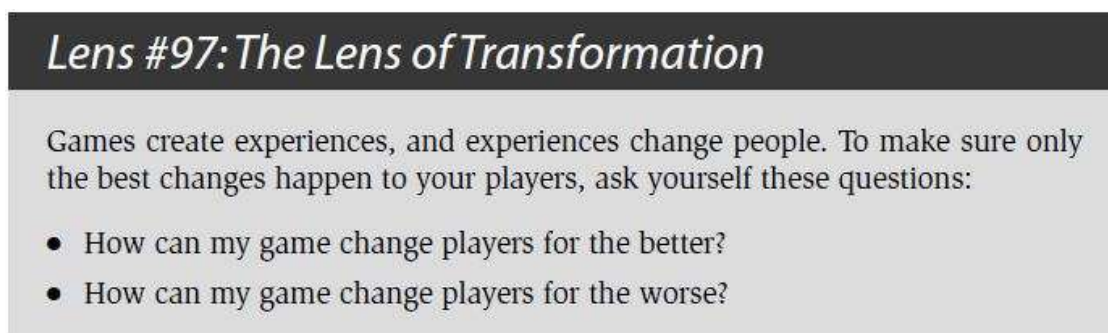 Lens #97: The Lens of Transformation
Games create experiences, and experiences change people. To make sure only
the best changes happen to your players, ask yourself these questions:
● How can my game change players for the better?
● How can my game change players for the worse?